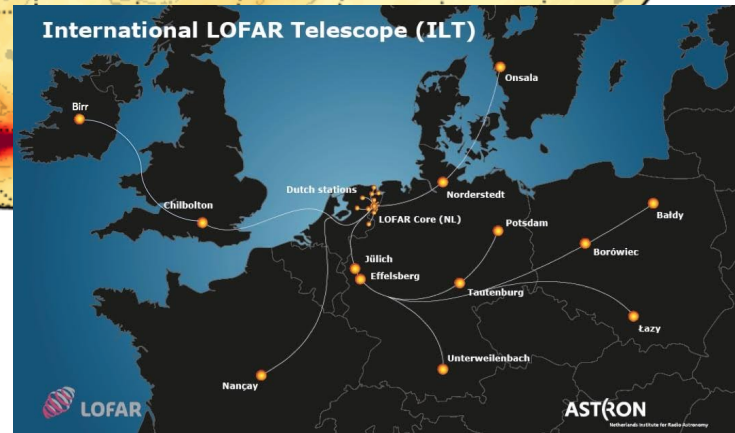 International LOFAR Telescope (ILT)
Onsala
Birr
Dutch stations
Norderstedt
Chilbolton
LOFAR Core (NL)
Potsdam
Bałdy
Borówiec
Jülich
Effelsberg
Tautenburg
Łazy
Unterweilenbach
Nançay
LOFAR
ASTRON
Netherlands Institute for Radio Astronomy